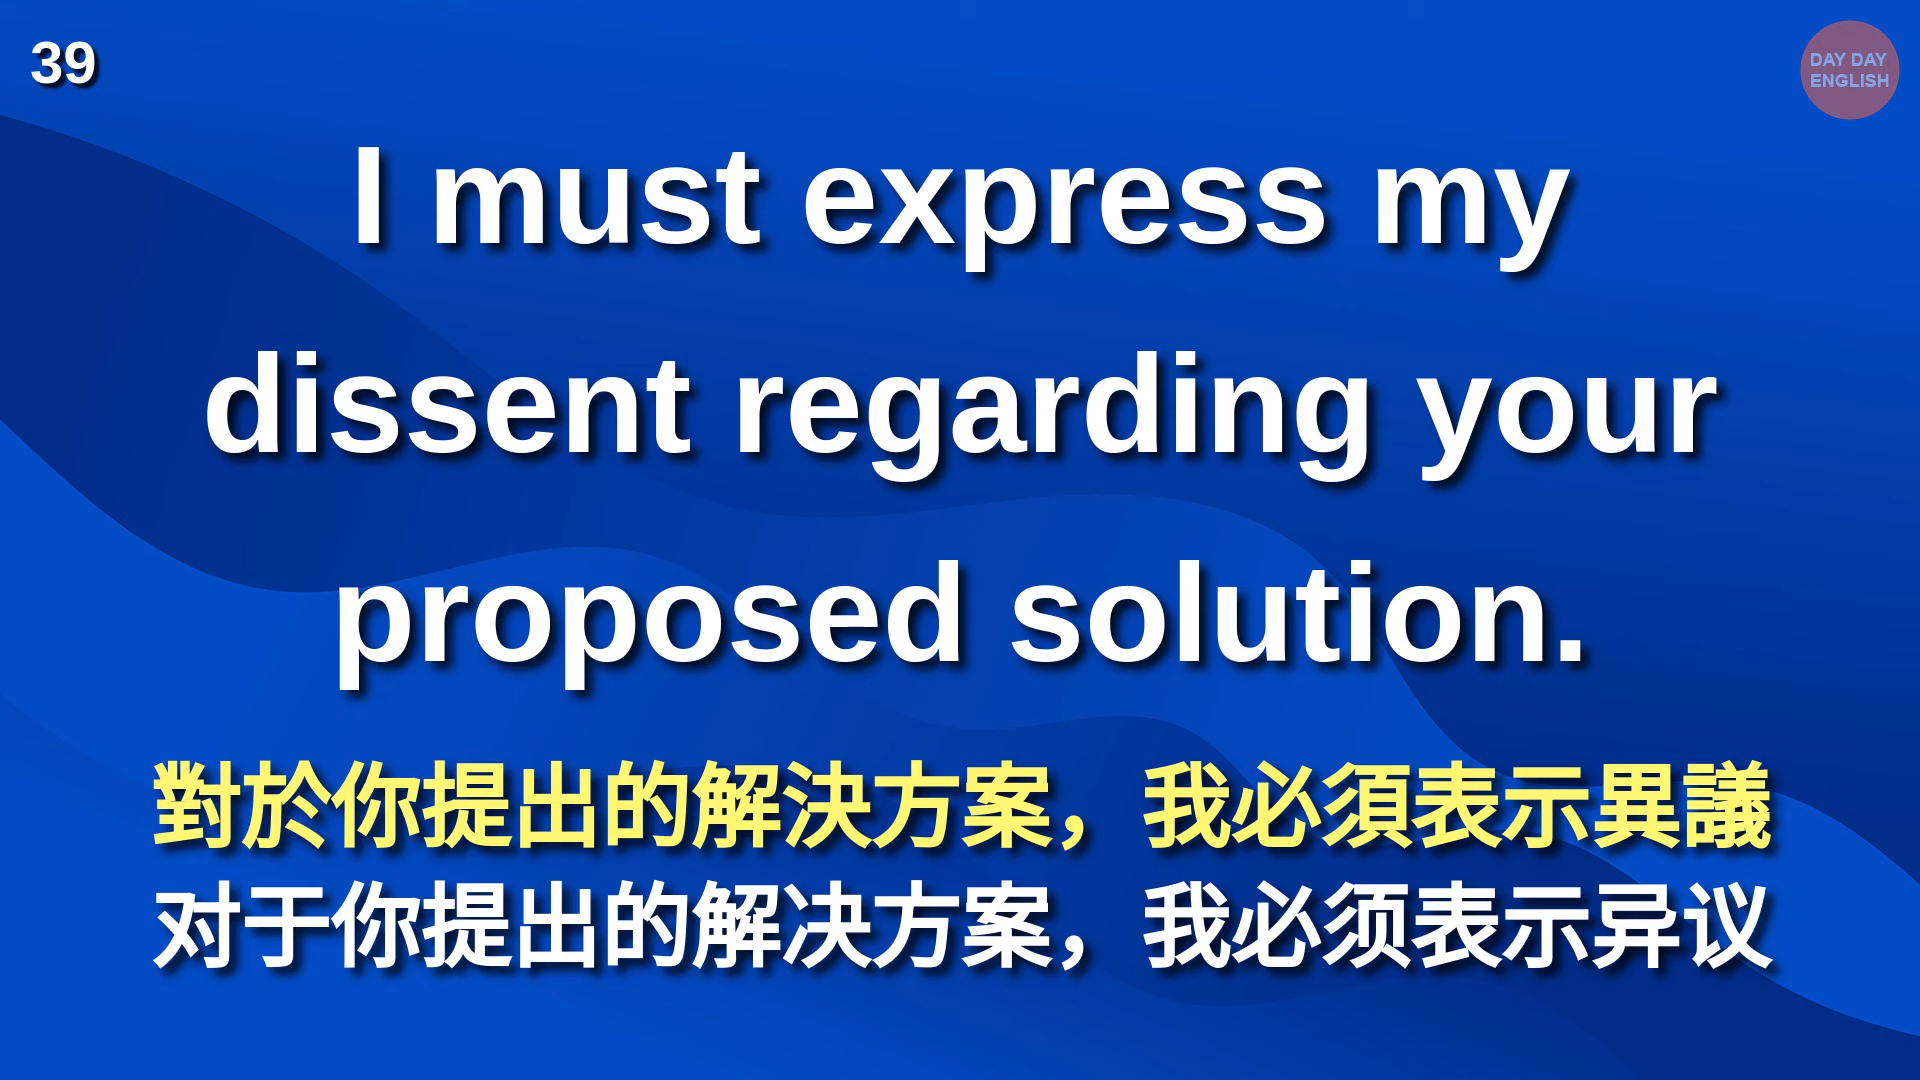 39
DAY DAY
ENGLISH
I must express my
dissent regarding your
proposed solution.
對於你提出的解決方案，我必須表示異議
对于你提出的解决方案，我必须表示异议